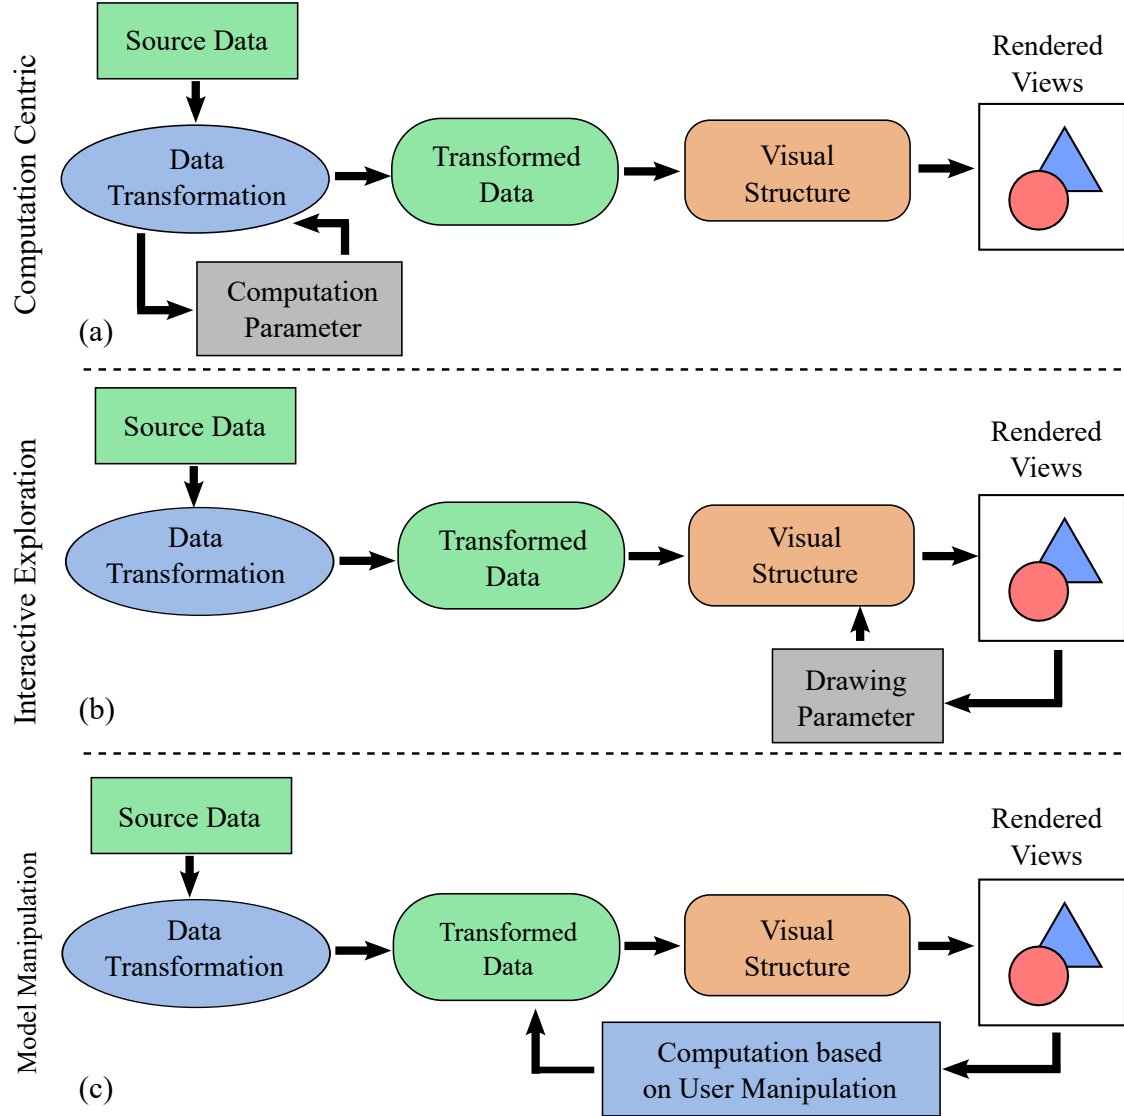 Computation Centric
Source Data
Data
Transformation
Transformed
Data
Visual
Structure
Rendered
Views
Computation
Parameter
(a)
Interactive Exploration
Source Data
Data
Transformation
Transformed
Data
Visual
Structure
Rendered
Views
Drawing
Parameter
(b)
Model Manipulation
Source Data
Data
Transformation
Transformed
Data
Visual
Structure
Rendered
Views
Computation based
on User Manipulation
(c)